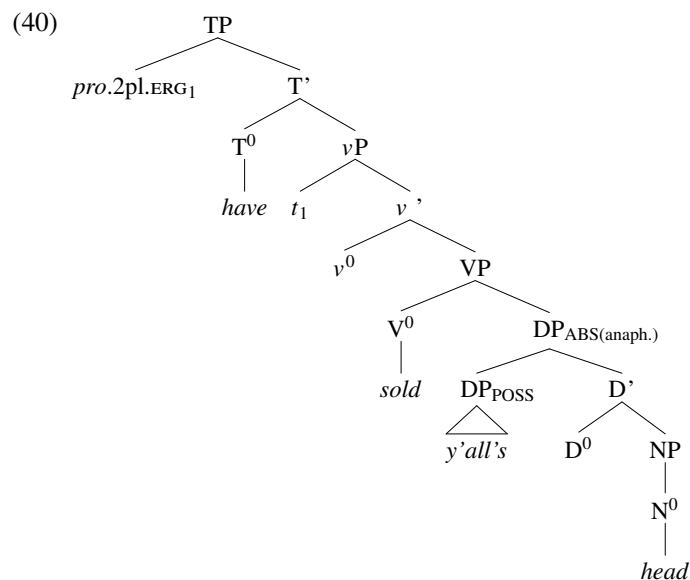 (40)
TP
pro.2pl.ERG1 T’
T0 vP
have t1 v ’
v0 VP
V0 DPABS(anaph.)
sold DPPOSS D’
y’all’s D0 NP
N0
head